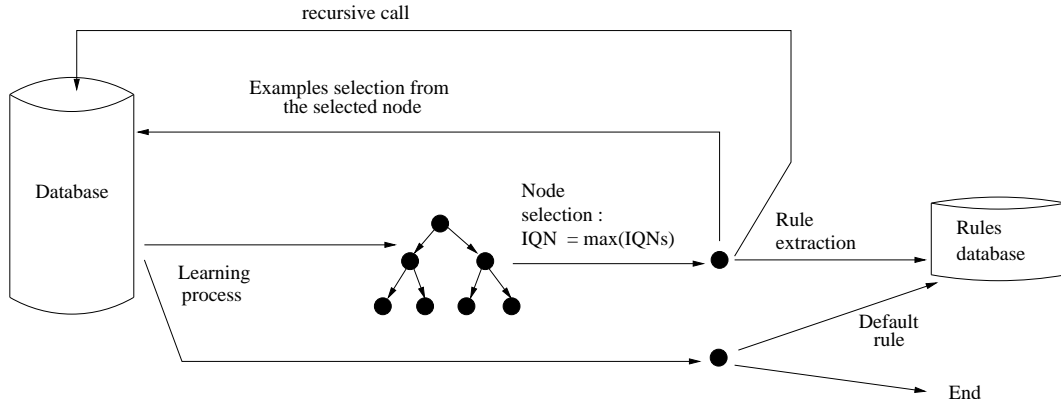 recursive call
Examples selection from
the selected node
Database
Node
selection :
IQN = max(IQNs)
Rule
extraction
Rules
database
Learning
process
Default
rule
End